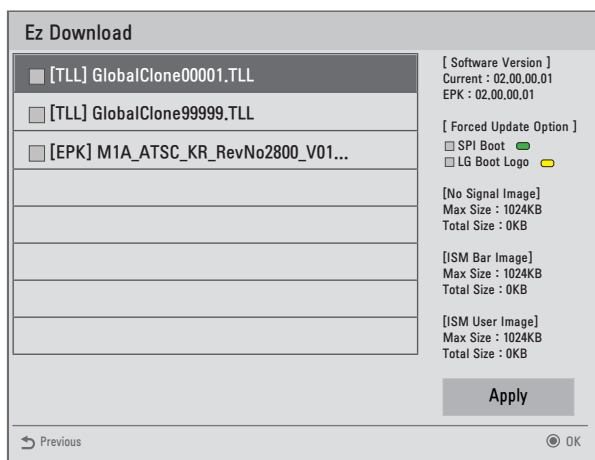 Ez Download
[TLL] GlobalClone00001.TLL
[TLL] GlobalClone99999.TLL
[EPK] M1A_ATSC_KR_RevNo2800_V01...
[ Software Version ]
Current : 02.00.00.01
EPK : 02.00.00.01
[ Forced Update Option ]
SPI Boot
LG Boot Logo
[No Signal Image]
Max Size : 1024KB
Total Size : 0KB
[ISM Bar Image]
Max Size : 1024KB
Total Size : 0KB
[ISM User Image]
Max Size : 1024KB
Total Size : 0KB
Apply
Previous
OK